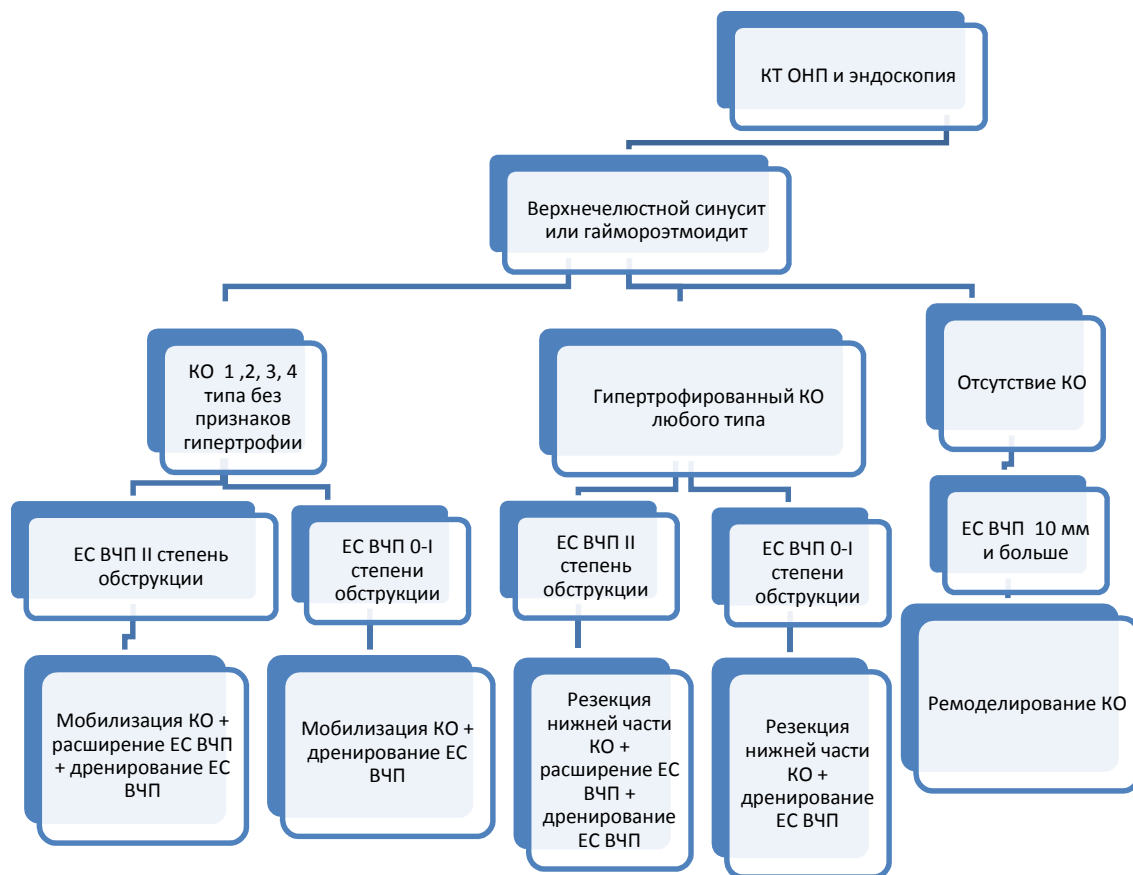 КТ ОНП и эндоскопия
Верхнечелюстной синусит
или гаймороэтмоидит
КО 1 ,2, 3, 4
типа без
признаков
гипертрофии
Гипертрофированный КО
любого типа
Отсутствие КО
ЕС ВЧП II степень
обструкции
ЕС ВЧП 0-I
степени
обструкции
ЕС ВЧП II
степень
обструкции
ЕС ВЧП 0-I
степени
обструкции
ЕС ВЧП 10 мм
и больше
Мобилизация КО +
расширение ЕС ВЧП
+ дренирование ЕС
ВЧП
Мобилизация КО +
дренирование ЕС
ВЧП
Резекция
нижней части
КО +
расширение ЕС
ВЧП +
дренирование
ЕС ВЧП
Резекция
нижней части
КО +
дренирование
ЕС ВЧП
Ремоделирование КО